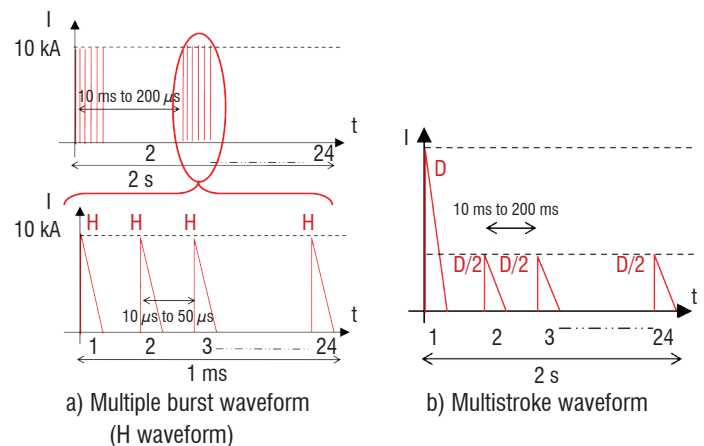 I
10 kA
10 ms to 200 µs
t
2
24
2 s
I
10 kA
H H H H
10 µs to 50 µs
t
1 2 3 24
1 ms
a) Multiple burst waveform
(H waveform)
I
D
10 ms to 200 ms
D/2 D/2 D/2
t
1 2 3 24
2 s
b) Multistroke waveform